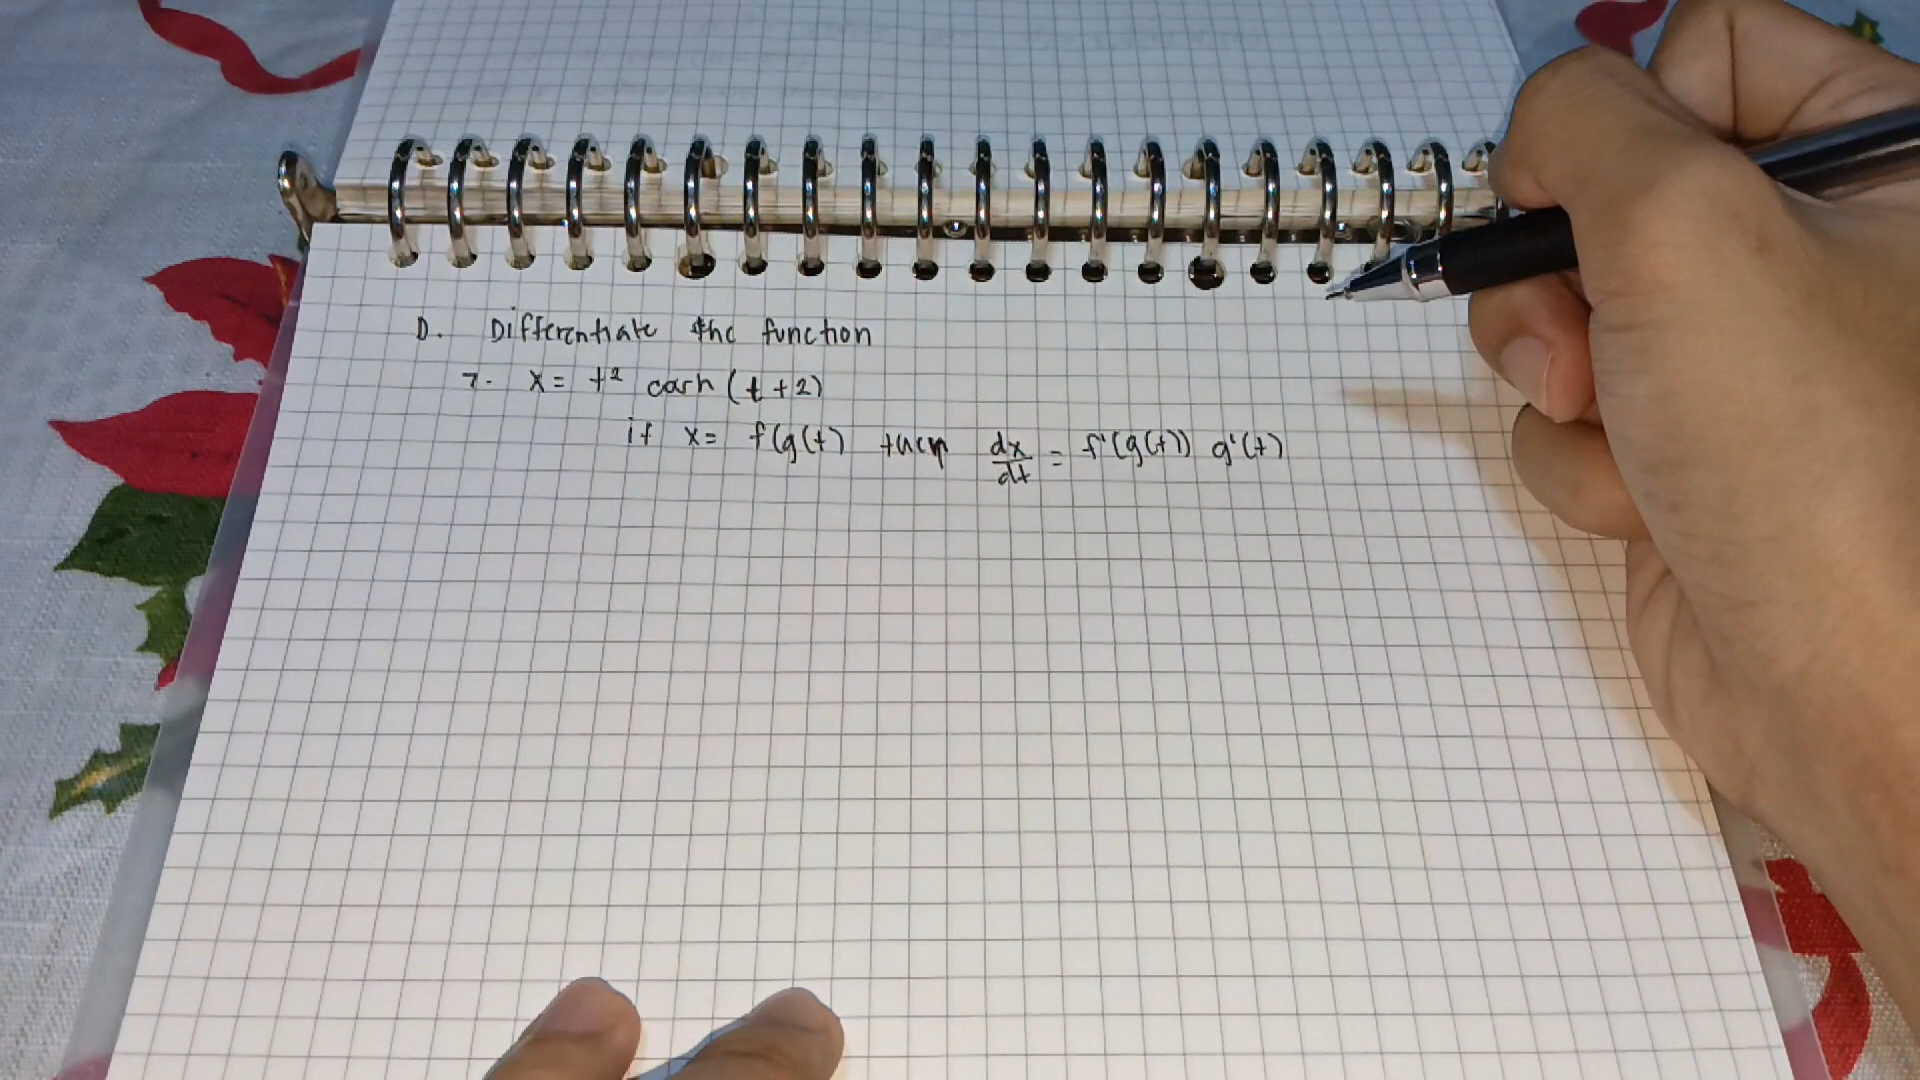 D. Differentiate the function
7. x = t² cosh (t + 2)
if x = f(g(t) then dx/dt = f'(g(t)) g'(t)